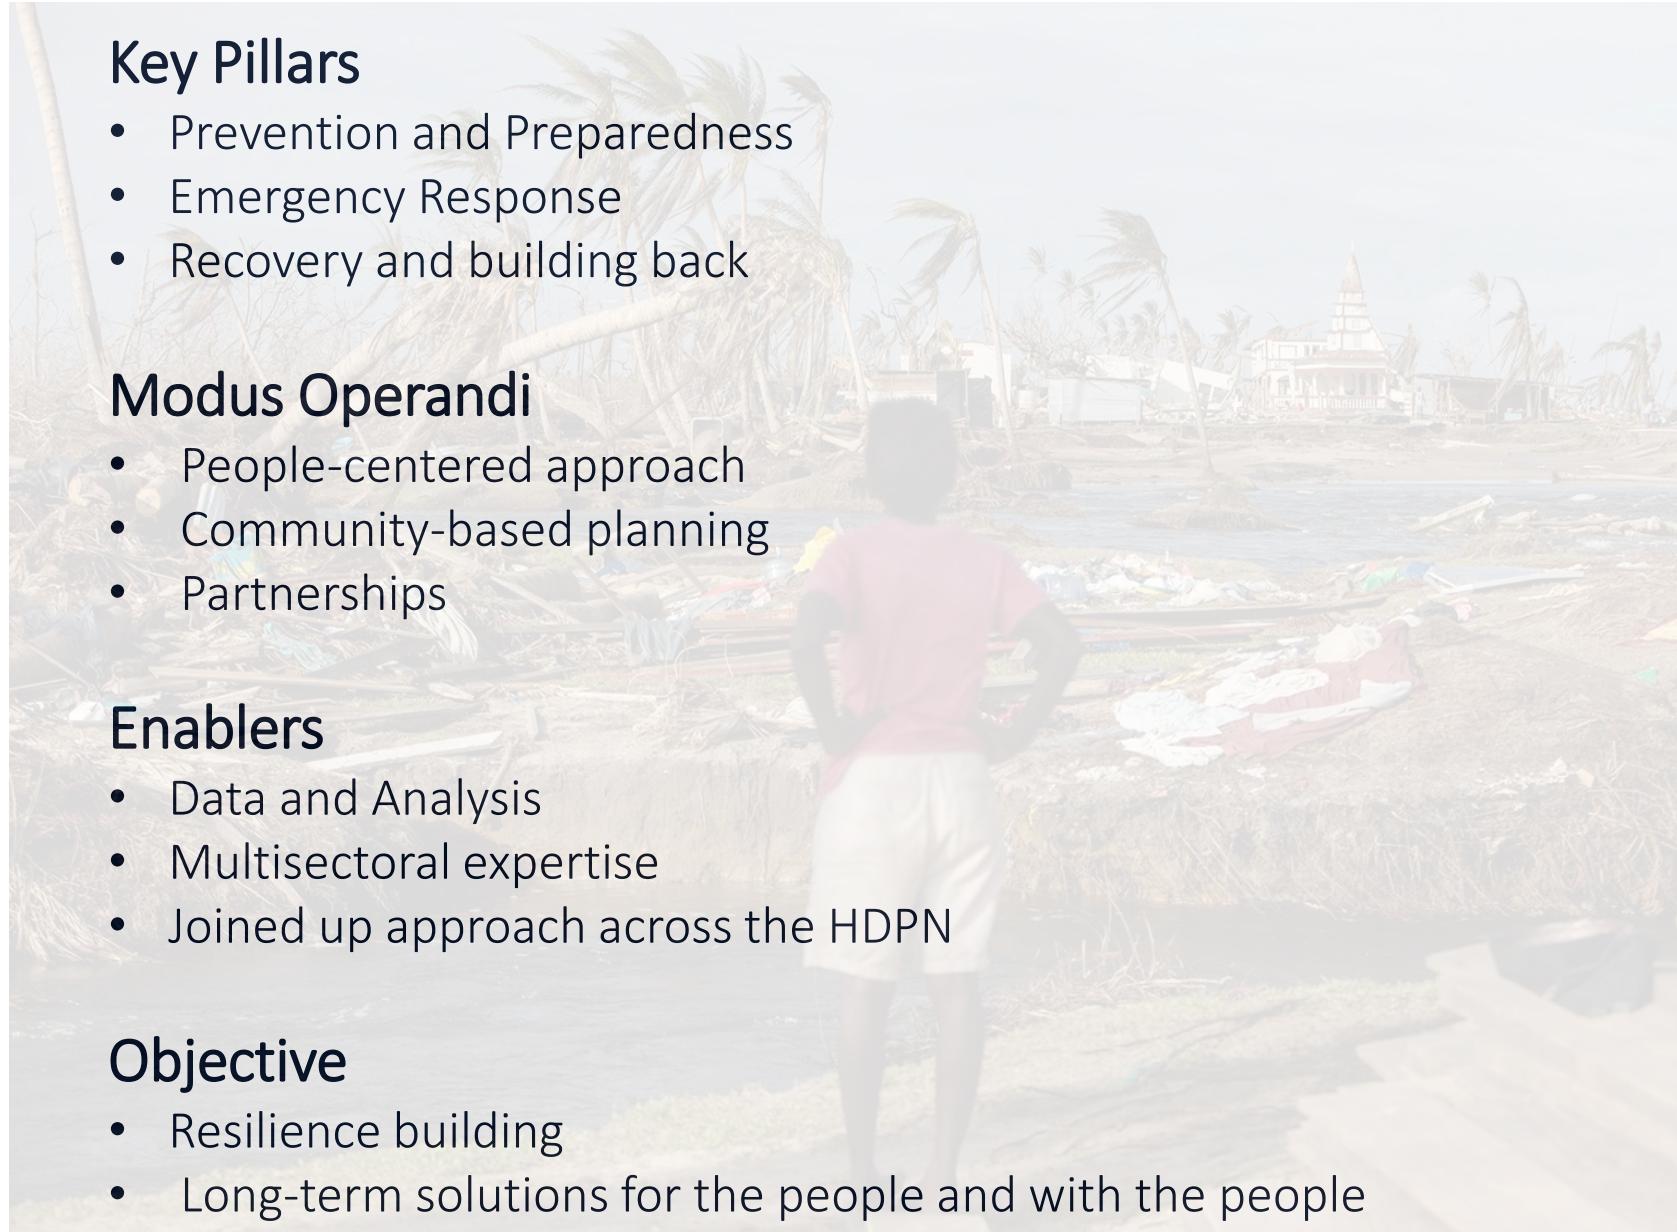 Key Pillars
• Prevention and Preparedness
• Emergency Response
• Recovery and building back
Modus Operandi
• People-centered approach
• Community-based planning
• Partnerships
Enablers
• Data and Analysis
• Multisectoral expertise
• Joined up approach across the HDPN
Objective
• Resilience building
• Long-term solutions for the people and with the people